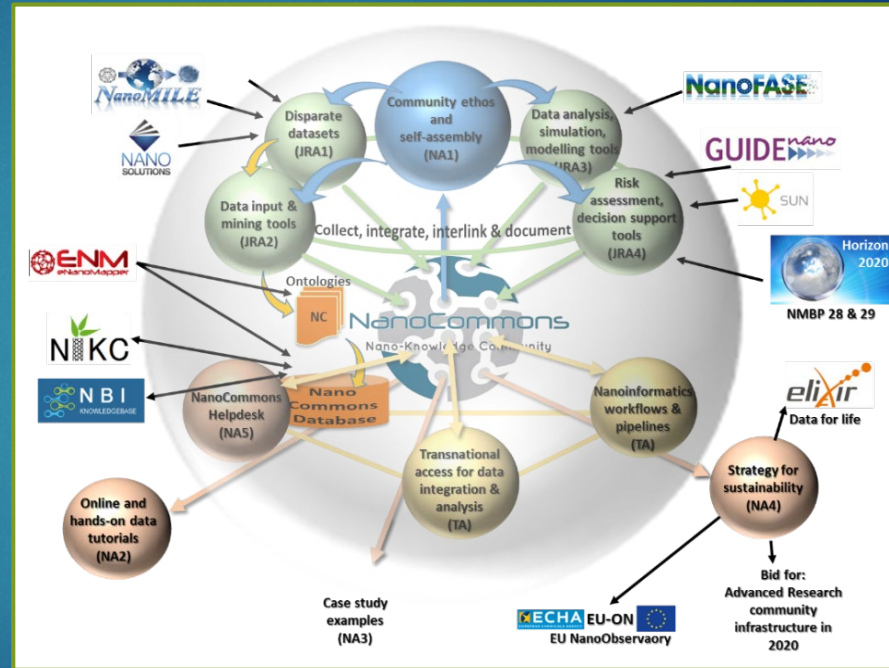 NanoMILE
NANO
SOLUTIONS
Disparate
datasets
(JRA1)
Community ethos
and
self-assembly
(NA1)
Data analysis,
simulation,
modelling tools
(JRA3)
NanoFASE
GUIDEnano
SUN
Data input &
mining tools
(JRA2)
Risk
assessment,
decision support
tools
(JRA4)
Collect, integrate, interlink & document
Horizon
2020
NMBP 28 & 29
ENM
eNanoMapper
Ontologies
NC
NanoCommons
Nano-Knowledge Community
NIKC
NBI
KNOWLEDGEBASE
NanoCommons
Helpdesk
(NA5)
Nano
Commons
Database
Nanoinformatics
workflows &
pipelines
(TA)
elixir
Data for life
Transnational
access for data
integration &
analysis
(TA)
Strategy for
sustainability
(NA4)
Online and
hands-on data
tutorials
(NA2)
Case study
examples
(NA3)
ECHA EU-ON
EUROPEAN CHEMICALS AGENCY
EU NanoObservaory
Bid for:
Advanced Research
community
infrastructure in
2020